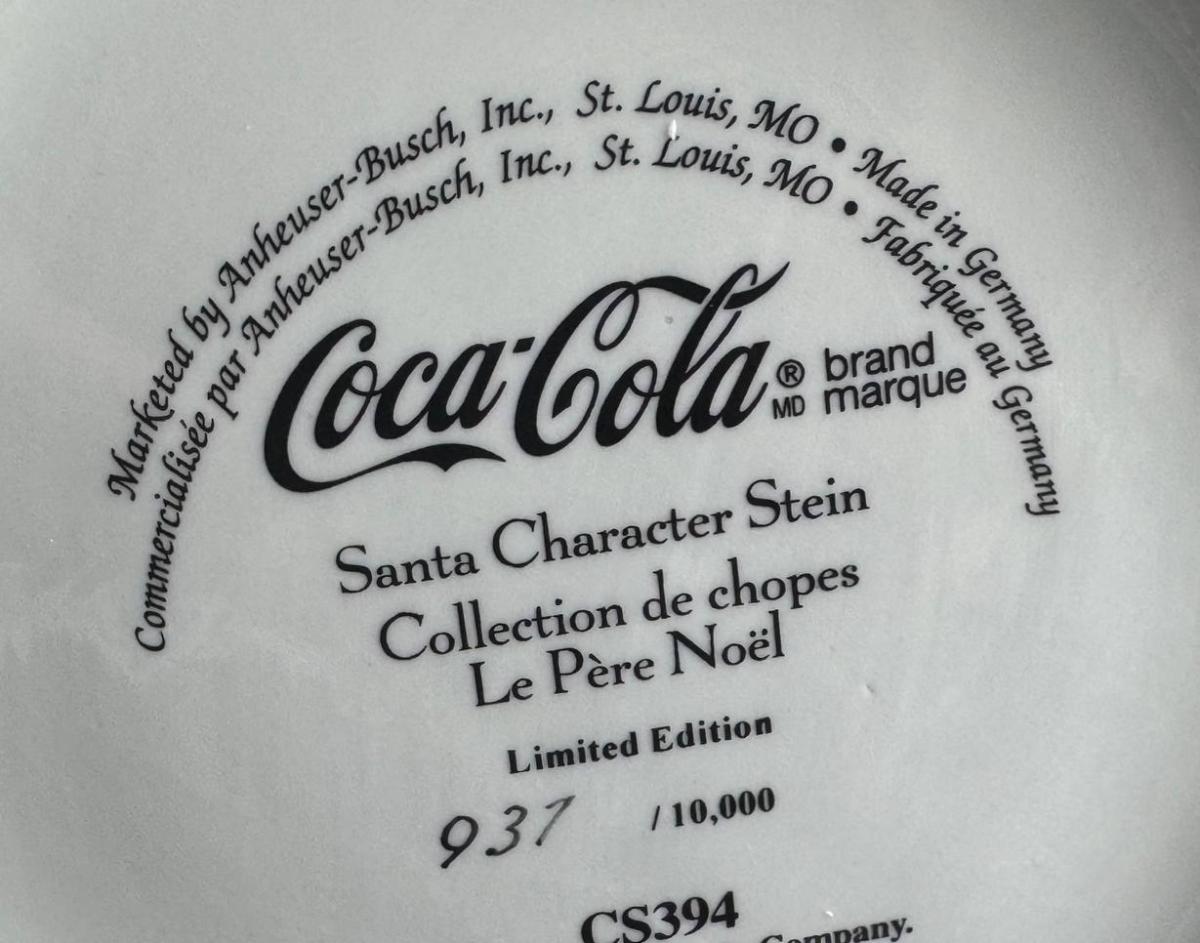 Marketed by Anheuser-Busch, Inc., St. Louis, MO • Made in Germany
Commercialisée par Anheuser-Busch, Inc., St. Louis, MO • Fabriquée au Germany
Coca-Cola ® MD brand marque
Santa Character Stein
Collection de chopes
Le Père Noël
Limited Edition
937 /10,000
CS394
Company.